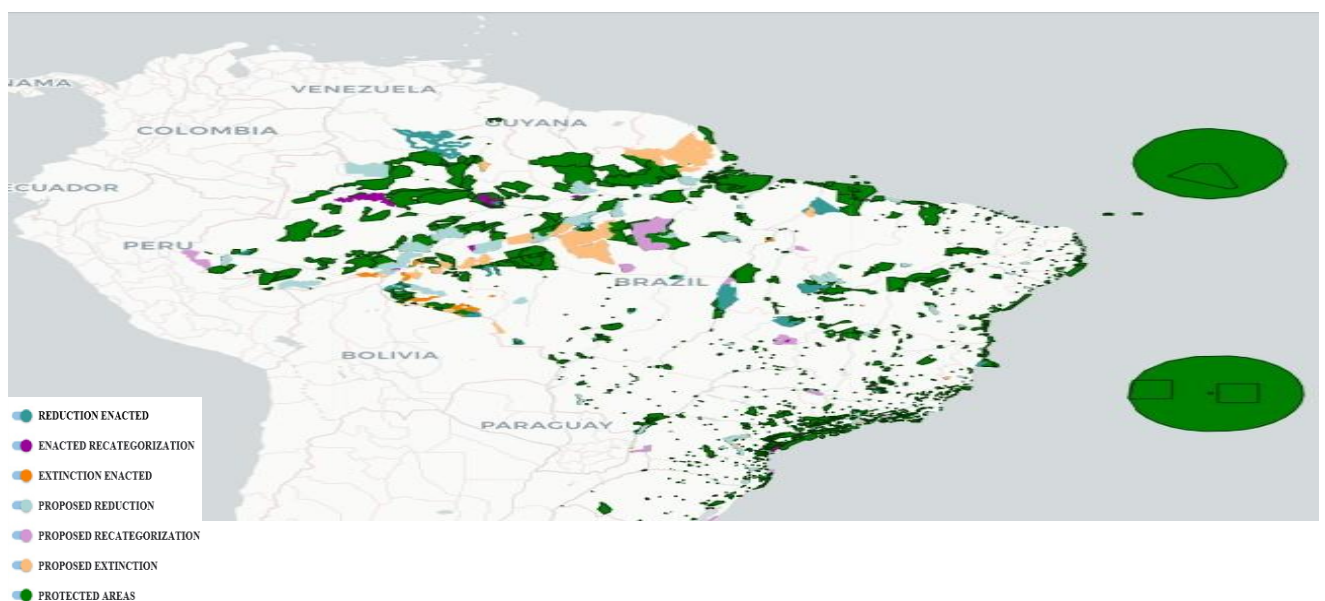 NAMA
VENEZUELA
GUYANA
COLOMBIA
ECUADOR
PERU
BRAZIL
BOLIVIA
PARAGUAY
REDUCTION ENACTED
ENACTED RECATEGORIZATION
EXTINCTION ENACTED
PROPOSED REDUCTION
PROPOSED RECATEGORIZATION
PROPOSED EXTINCTION
PROTECTED AREAS